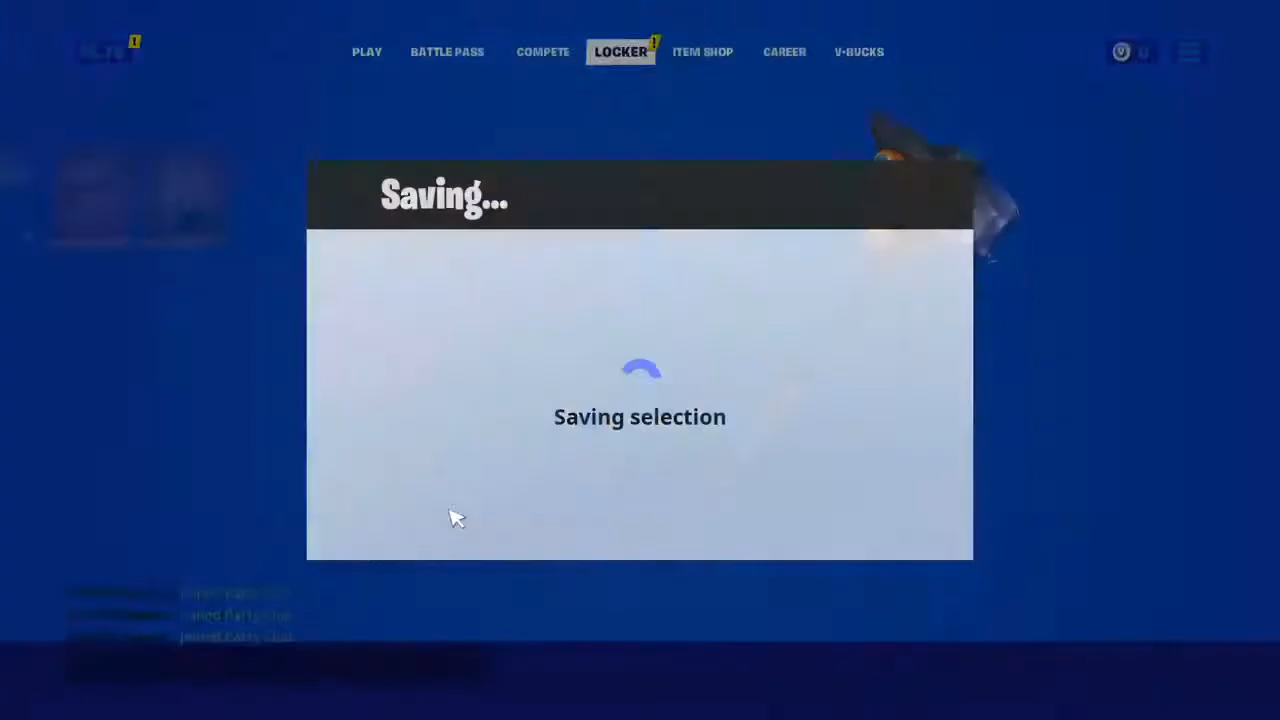 PLAY
BATTLE PASS
COMPETE
LOCKER
ITEM SHOP
CAREER
V-BUCKS
Saving...
Saving selection